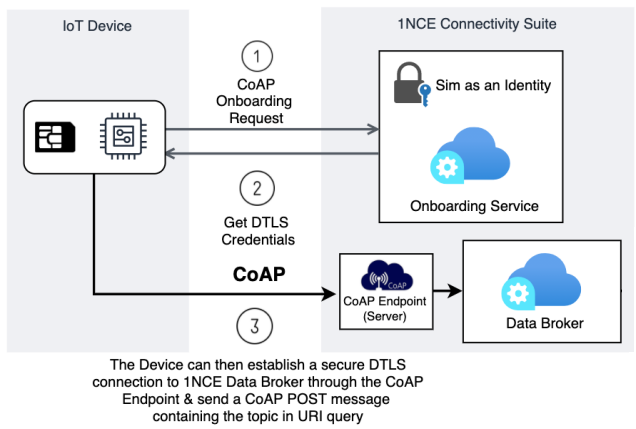 IoT Device
1NCE Connectivity Suite
1
CoAP
Onboarding
Request
Sim as an Identity
2
Get DTLS
Credentials
Onboarding Service
CoAP
CoAP
CoAP Endpoint
(Server)
Data Broker
3
The Device can then establish a secure DTLS
connection to 1NCE Data Broker through the CoAP
Endpoint & send a CoAP POST message
containing the topic in URI query